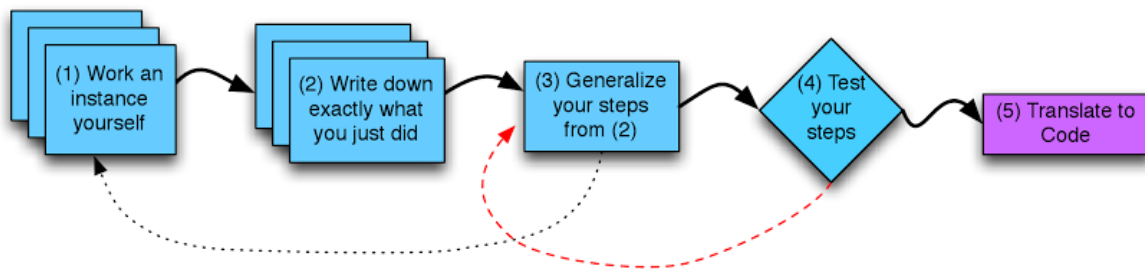 (1) Work an
instance
yourself
(2) Write down
exactly what
you just did
(3) Generalize
your steps
from (2)
(4) Test
your
steps
(5) Translate to
Code